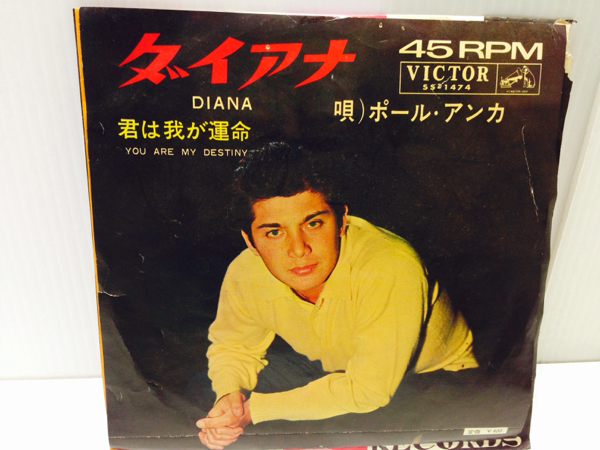 ダイアナ
DIANA
君は我が運命
YOU ARE MY DESTINY
45 RPM
VICTOR
SS-1474
唄)ポール・アンカ
RECORDS